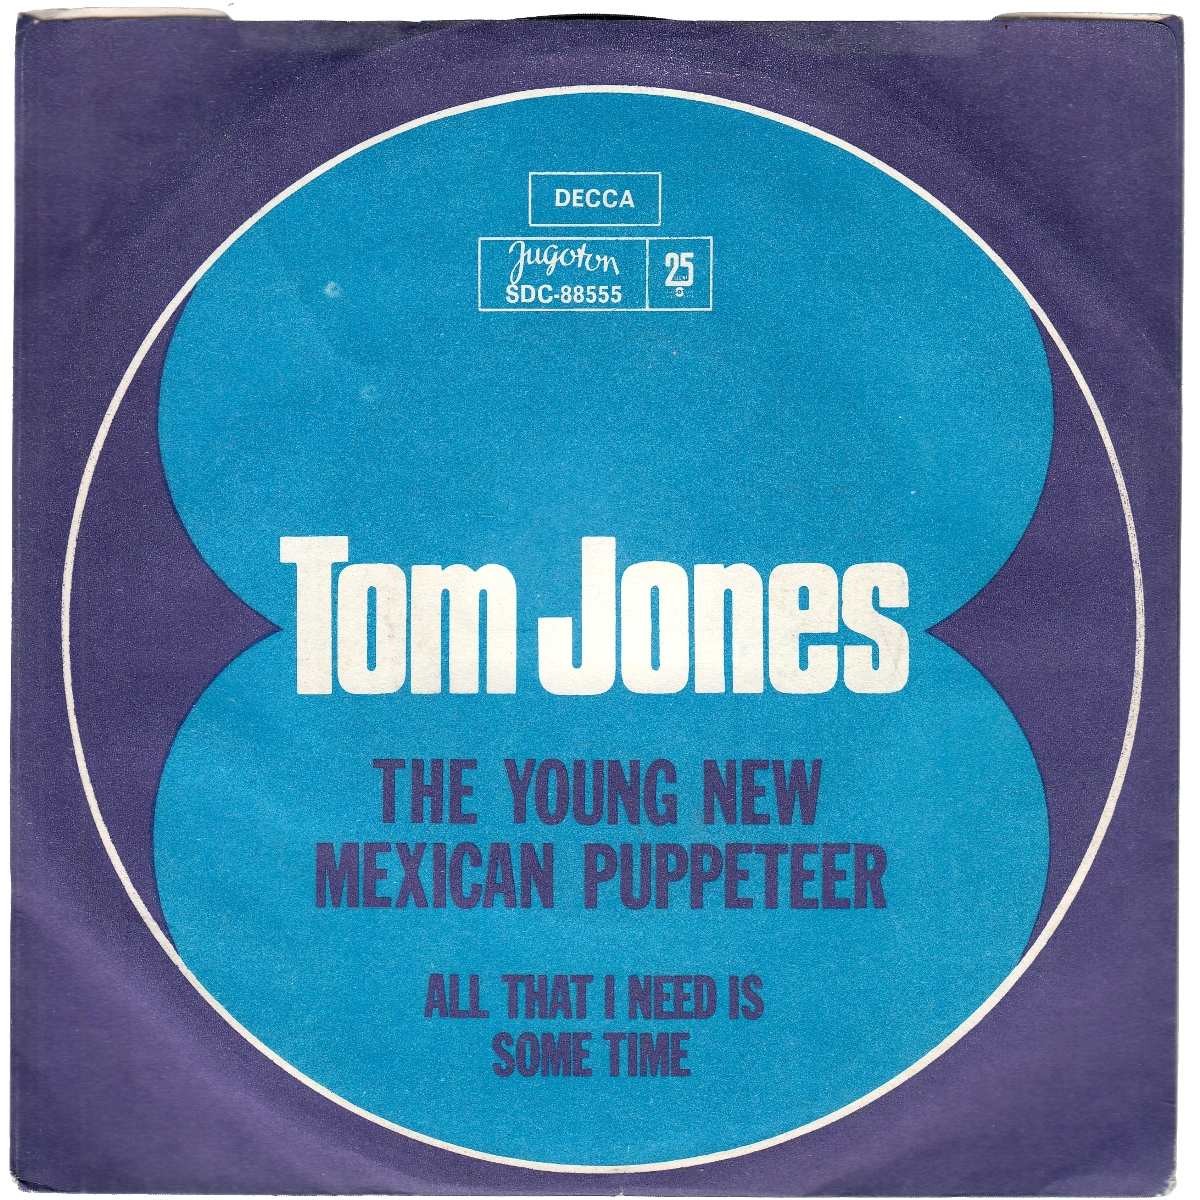 DECCA
Jugoton
SDC-88555
25
Tom Jones
THE YOUNG NEW
MEXICAN PUPPETEER
ALL THAT I NEED IS
SOME TIME